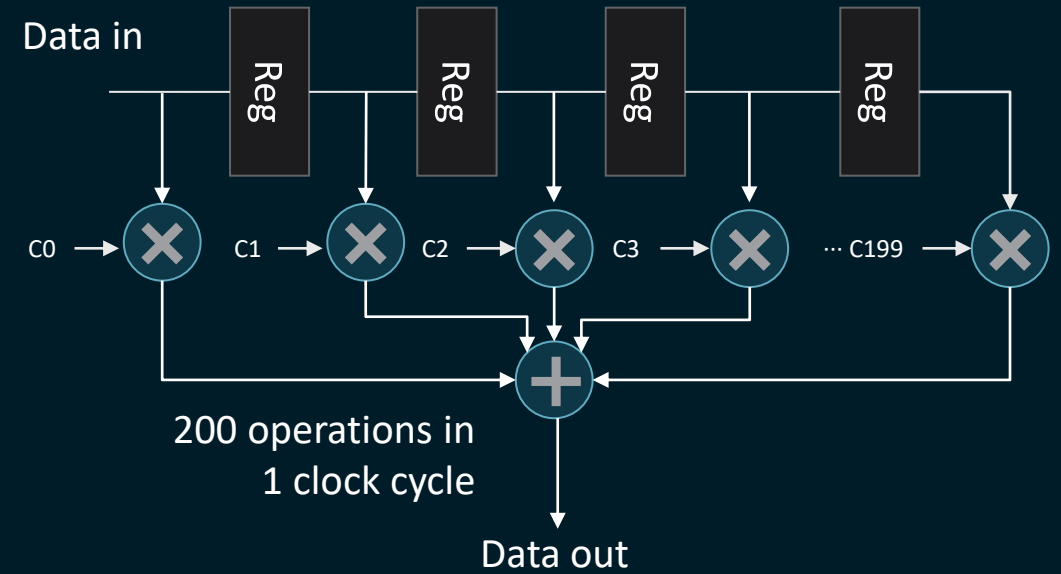 Data in
Reg
Reg
Reg
Reg
C0
C1
C2
C3
··· C199
200 operations in
1 clock cycle
Data out